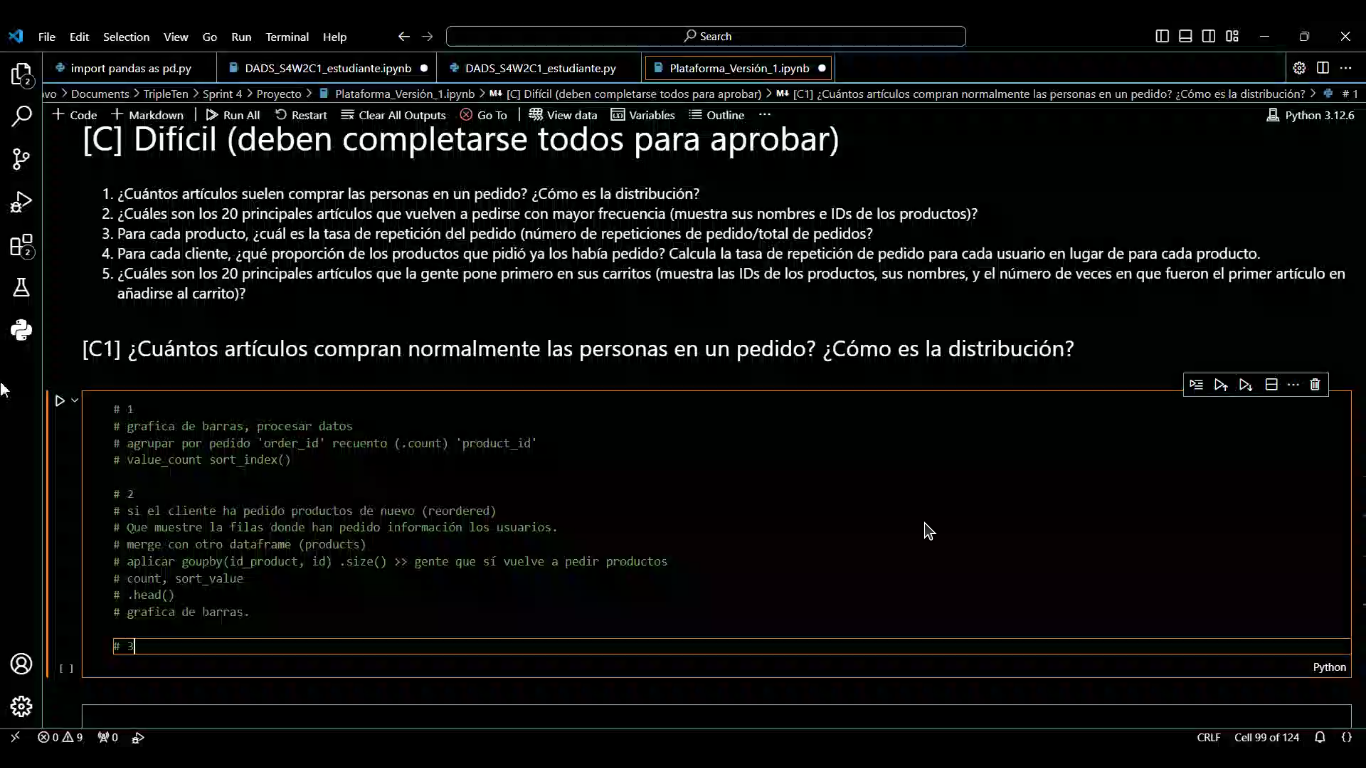 File Edit Selection View Go Run Terminal Help Search
import pandas as pd.py DADS_S4W2C1_estudiante.ipynb DADS_S4W2C1_estudiante.py Plataforma_Versión_1.ipynb
vo > Documents > TripleTen > Sprint 4 > Proyecto > Plataforma_Versión_1.ipynb > M↓ [C] Difícil (deben completarse todos para aprobar) > M↓ [C1] ¿Cuántos artículos compran normalmente las personas en un pedido? ¿Cómo es la distribución? > # 1
+ Code + Markdown Run All Restart Clear All Outputs Go To View data Variables Outline ... Python 3.12.6
[C] Difícil (deben completarse todos para aprobar)
1. ¿Cuántos artículos suelen comprar las personas en un pedido? ¿Cómo es la distribución?
2. ¿Cuáles son los 20 principales artículos que vuelven a pedirse con mayor frecuencia (muestra sus nombres e IDs de los productos)?
3. Para cada producto, ¿cuál es la tasa de repetición del pedido (número de repeticiones de pedido/total de pedidos?
4. Para cada cliente, ¿qué proporción de los productos que pidió ya los había pedido? Calcula la tasa de repetición de pedido para cada usuario en lugar de para cada producto.
5. ¿Cuáles son los 20 principales artículos que la gente pone primero en sus carritos (muestra las IDs de los productos, sus nombres, y el número de veces en que fueron el primer artículo en
añadirse al carrito)?
[C1] ¿Cuántos artículos compran normalmente las personas en un pedido? ¿Cómo es la distribución?
# 1
# grafica de barras, procesar datos
# agrupar por pedido 'order_id' recuento (.count) 'product_id'
# value_count sort_index()
# 2
# si el cliente ha pedido productos de nuevo (reordered)
# Que muestre la filas donde han pedido información los usuarios.
# merge con otro dataframe (products)
# aplicar goupby(id_product, id) .size() >> gente que sí vuelve a pedir productos
# count, sort_value
# .head()
# grafica de barras.
# 3
[ ] Python
0 9 0 CRLF Cell 99 of 124
2
2